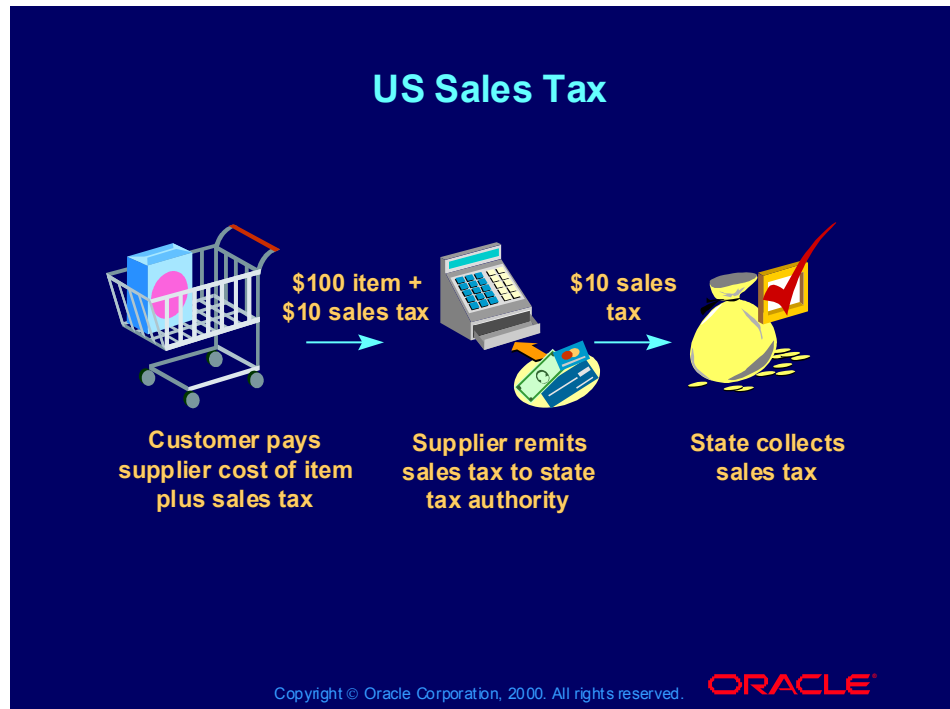 US Sales Tax
$100 item +
$10 sales tax
$10 sales
tax
Customer pays
supplier cost of item
plus sales tax
Supplier remits
sales tax to state
tax authority
State collects
sales tax
Copyright © Oracle Corporation, 2000. All rights reserved.
ORACLE®